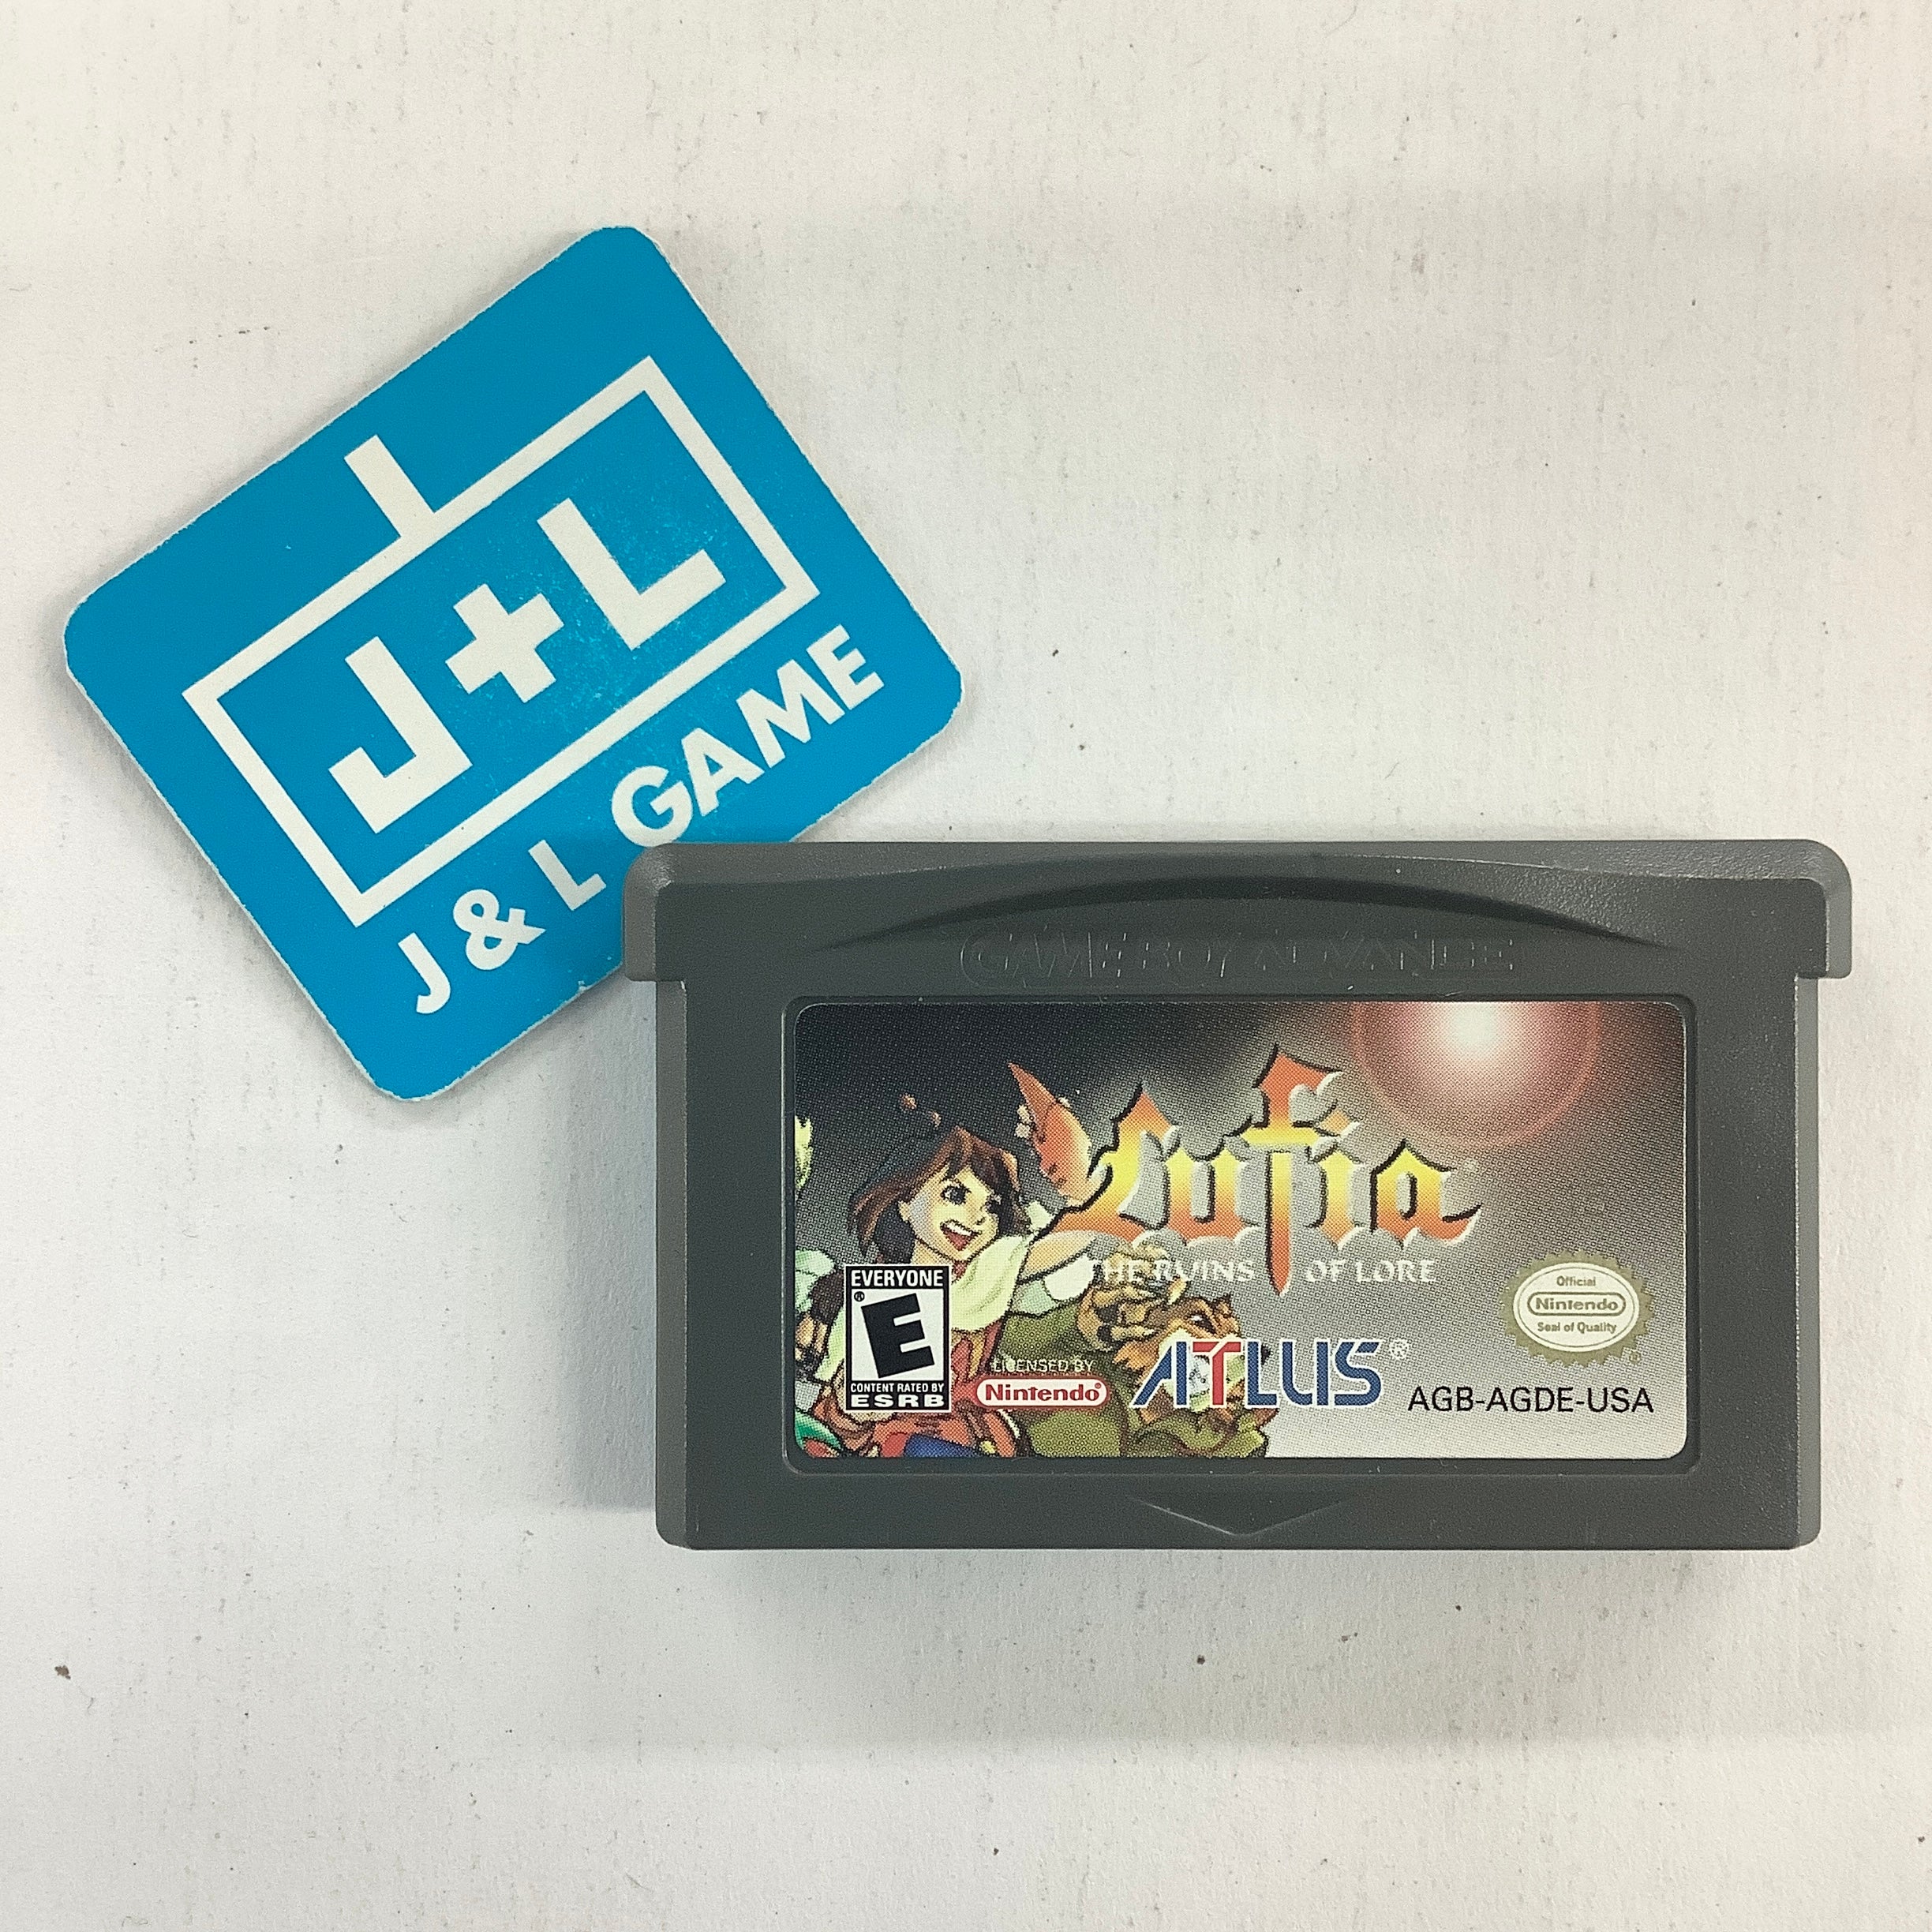 J+L
J & L GAME
GAME BOY ADVANCE
Lufia®
THE RUINS OF LORE
EVERYONE
E®
CONTENT RATED BY
ESRB
LICENSED BY
Nintendo®
ATLUS®
Official
Nintendo
Seal of Quality
AGB-AGDE-USA